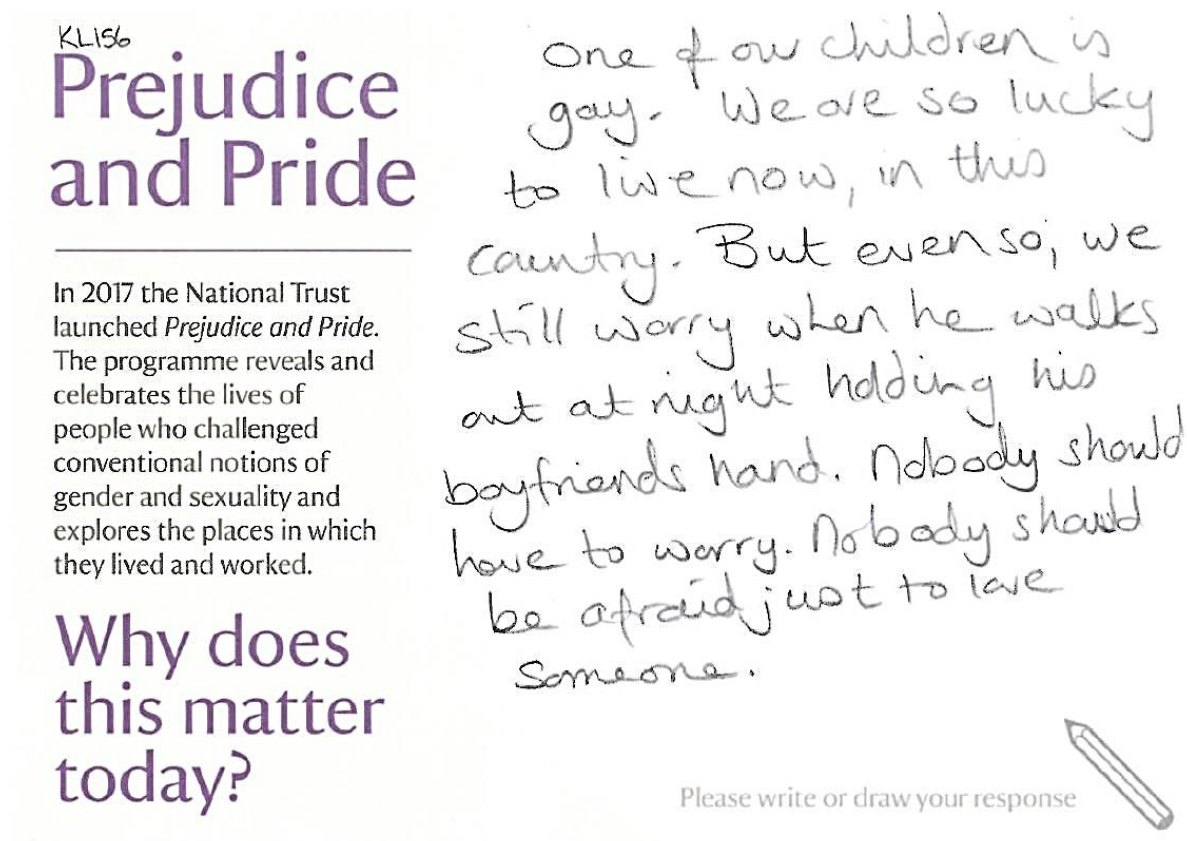 KL156
Prejudice
and Pride
In 2017 the National Trust
launched Prejudice and Pride.
The programme reveals and
celebrates the lives of
people who challenged
conventional notions of
gender and sexuality and
explores the places in which
they lived and worked.
Why does
this matter
today?
One of our children is
gay. We are so lucky
to live now, in this
country. But even so, we
still worry when he walks
out at night holding his
boyfriends hand. Nobody should
have to worry. Nobody should
be afraid just to love
someone.
Please write or draw your response